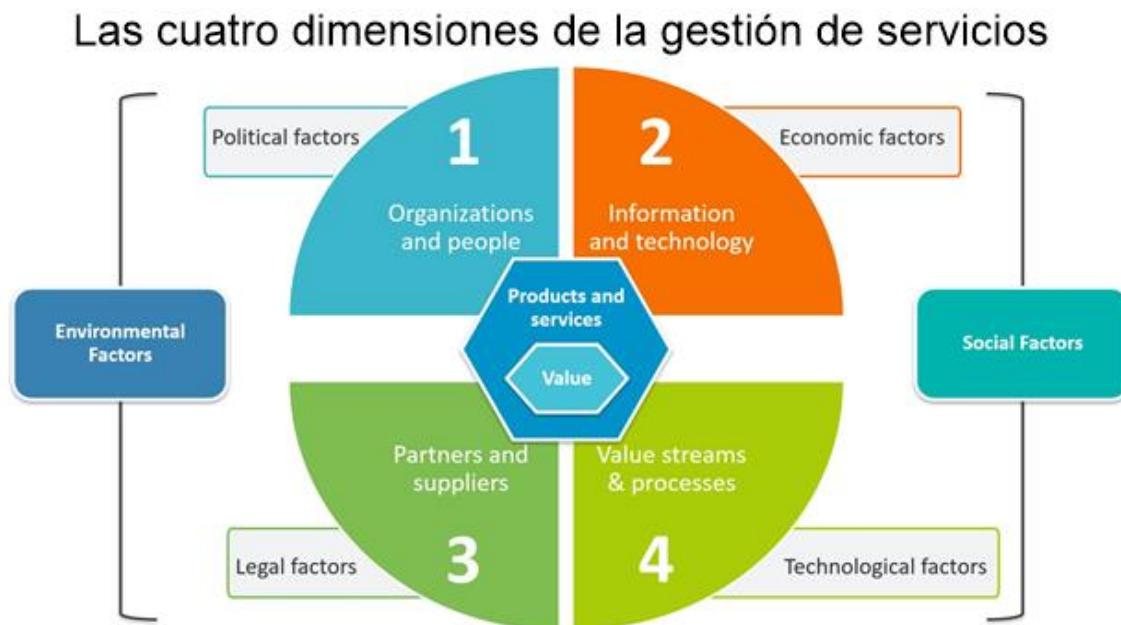 Las cuatro dimensiones de la gestión de servicios
Political factors
1
Organizations
and people
2
Information
and technology
Economic factors
Environmental
Factors
Products and
services
Value
Social Factors
Partners and
suppliers
3
Legal factors
Value streams
& processes
4
Technological factors